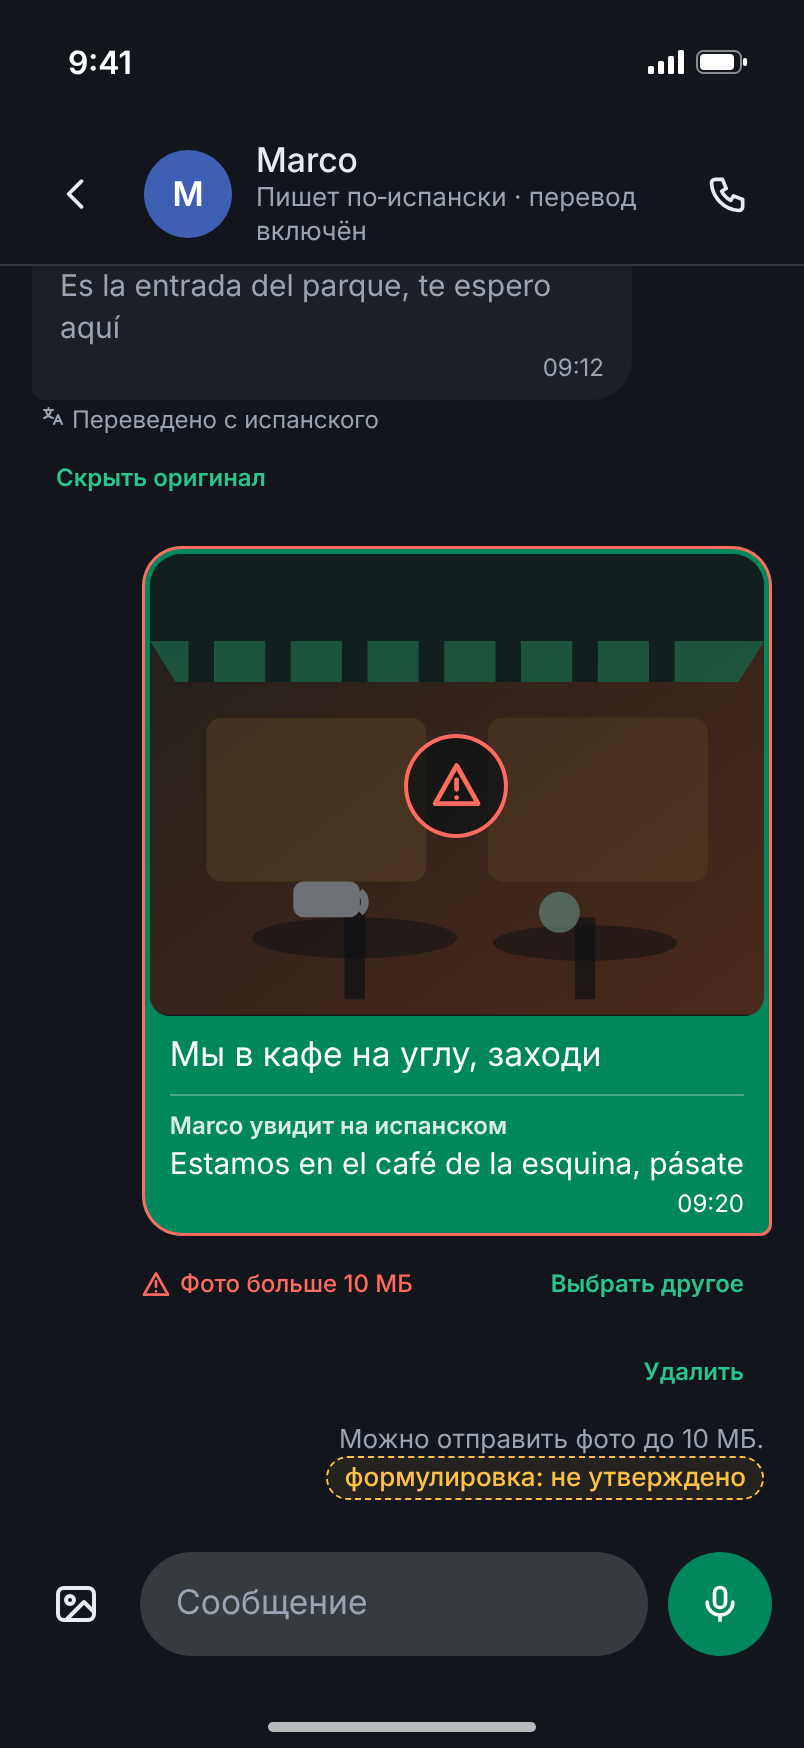 9:41
M
Marco
Пишет по-испански · перевод
включён
Es la entrada del parque, te espero
aquí
09:12
Переведено с испанского
Скрыть оригинал
Мы в кафе на углу, заходи
Marco увидит на испанском
Estamos en el café de la esquina, pásate
09:20
Фото больше 10 МБ
Выбрать другое
Удалить
Можно отправить фото до 10 МБ.
формулировка: не утверждено
Сообщение